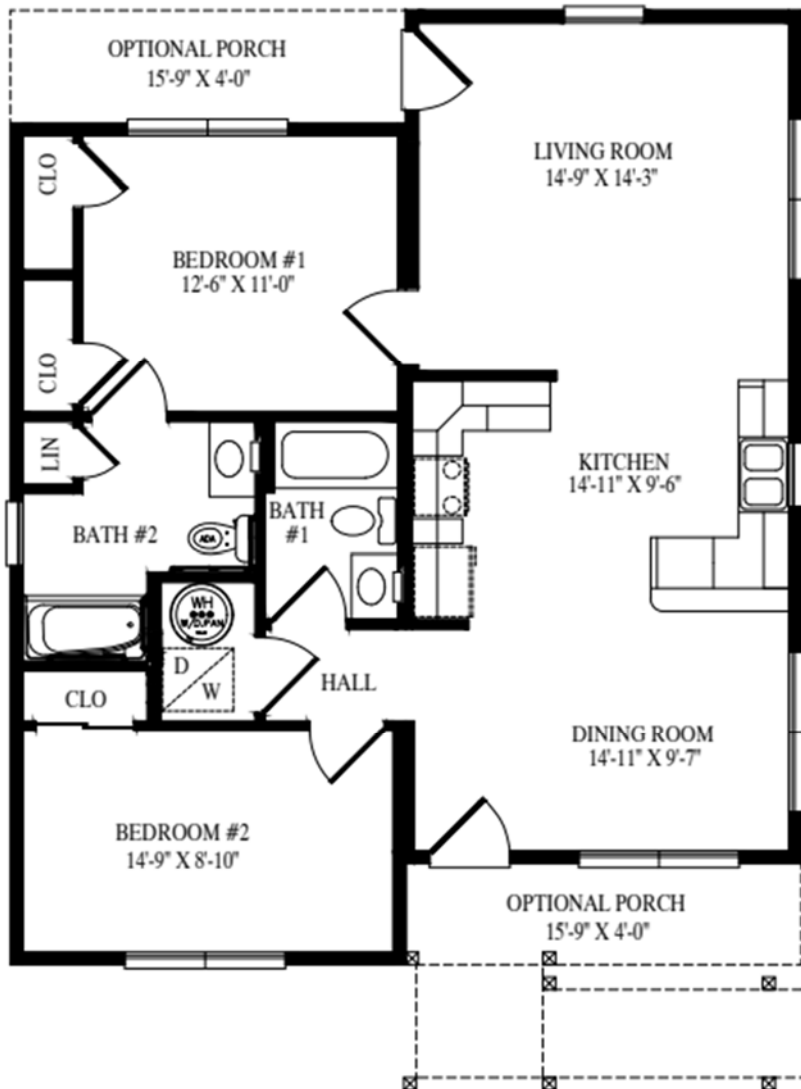 OPTIONAL PORCH
15'-9" X 4'-0"
LIVING ROOM
14'-9" X 14'-3"
CLO
BEDROOM #1
12'-6" X 11'-0"
CLO
LIN
KITCHEN
14'-11" X 9'-6"
BATH #2
ADA
BATH
#1
WH
W/D.PAN
D
W
HALL
CLO
DINING ROOM
14'-11" X 9'-7"
BEDROOM #2
14'-9" X 8'-10"
OPTIONAL PORCH
15'-9" X 4'-0"